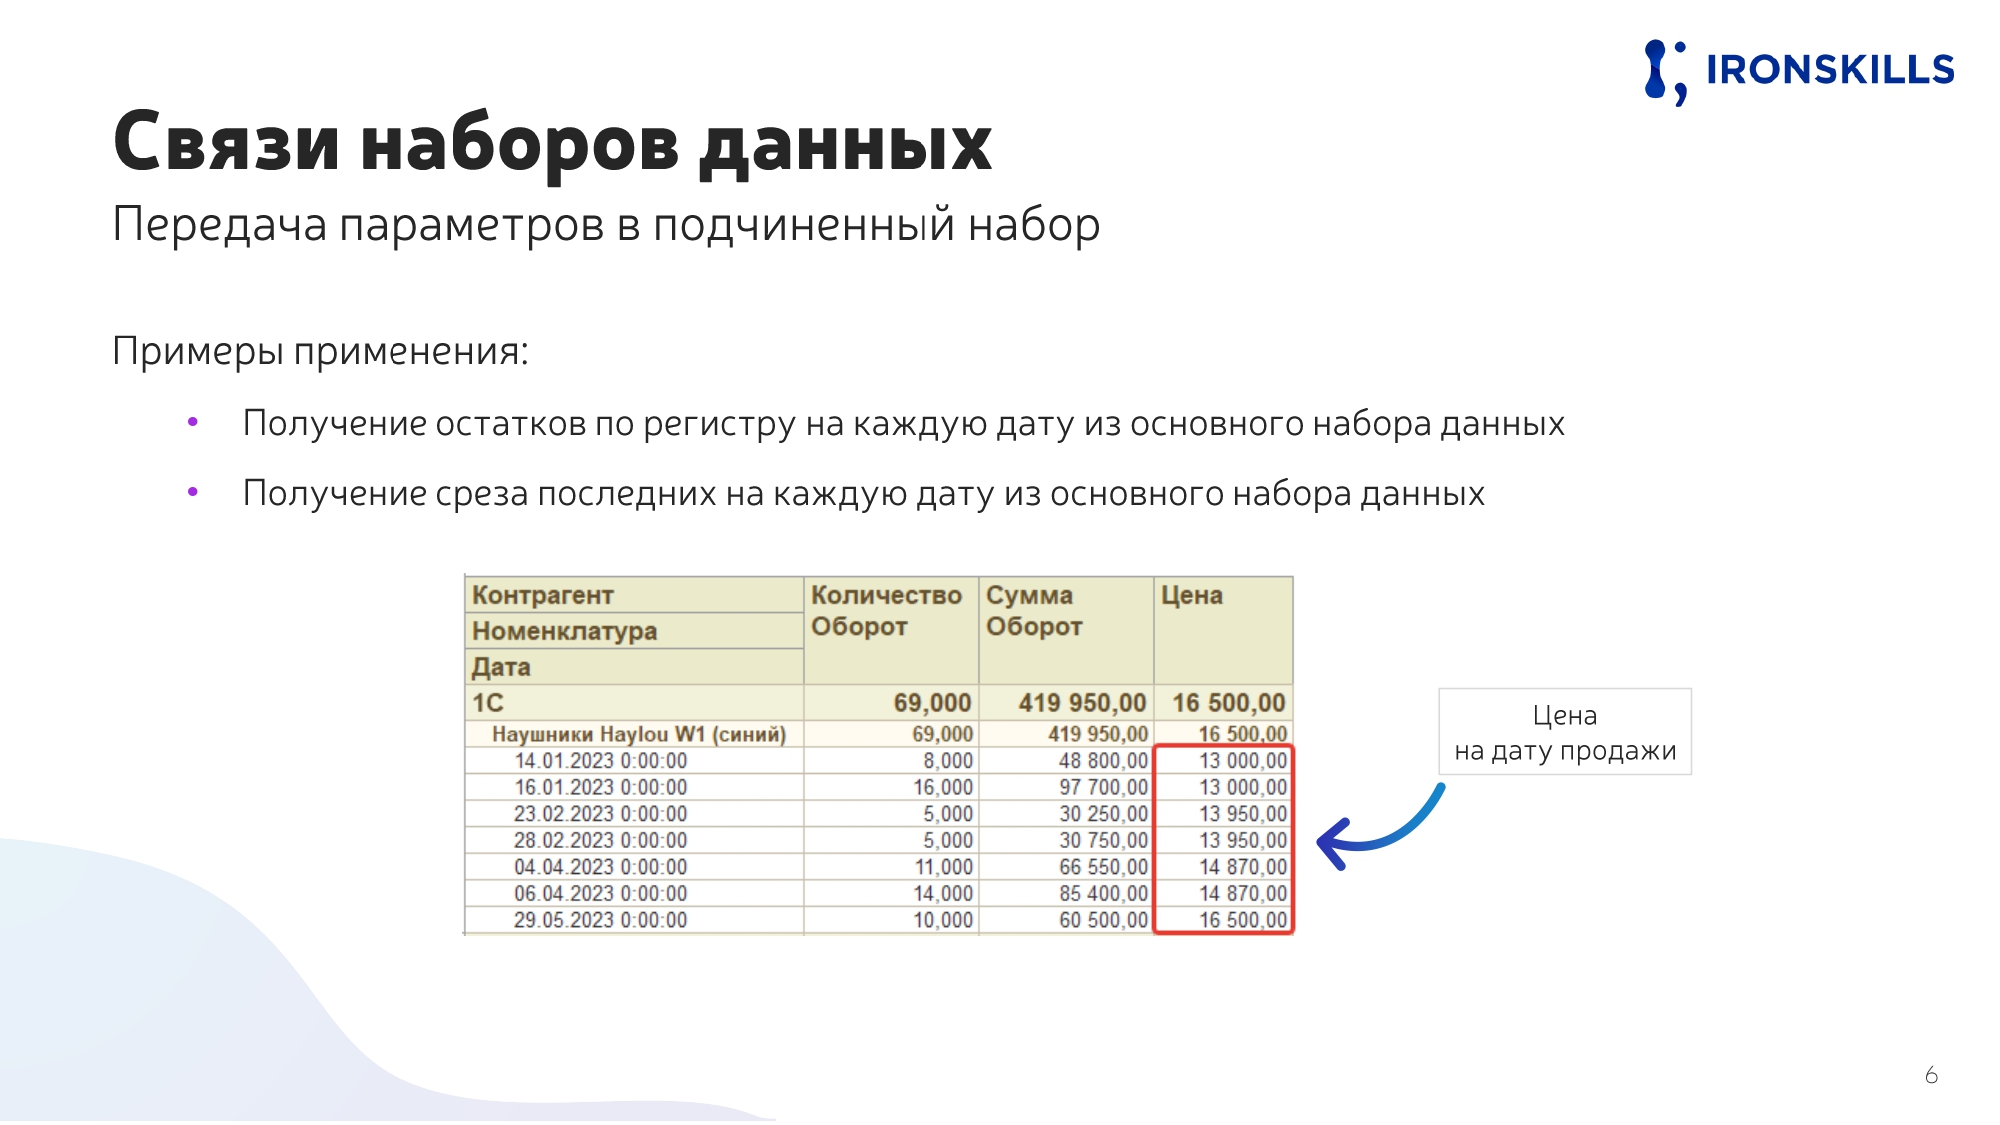 IRONSKILLS
Связи наборов данных
Передача параметров в подчиненный набор
Примеры применения:
• Получение остатков по регистру на каждую дату из основного набора данных
• Получение среза последних на каждую дату из основного набора данных
Контрагент Количество Оборот Сумма Оборот Цена
Номенклатура
Дата
1С 69,000 419 950,00 16 500,00
Наушники Haylou W1 (синий) 69,000 419 950,00 16 500,00
14.01.2023 0:00:00 8,000 48 800,00 13 000,00
16.01.2023 0:00:00 16,000 97 700,00 13 000,00
23.02.2023 0:00:00 5,000 30 250,00 13 950,00
28.02.2023 0:00:00 5,000 30 750,00 13 950,00
04.04.2023 0:00:00 11,000 66 550,00 14 870,00
06.04.2023 0:00:00 14,000 85 400,00 14 870,00
29.05.2023 0:00:00 10,000 60 500,00 16 500,00
Цена
на дату продажи
6